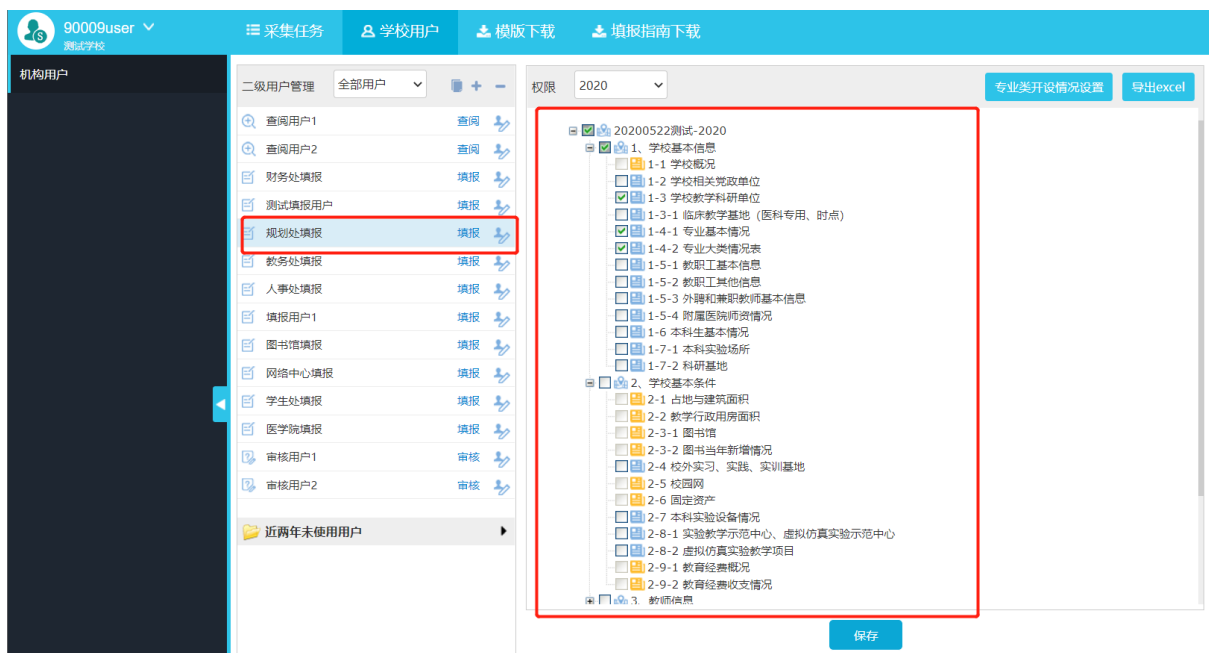 90009user
测试学校
采集任务
学校用户
模版下载
填报指南下载
机构用户
二级用户管理
全部用户
查阅用户1 查阅
查阅用户2 查阅
财务处填报 填报
测试填报用户 填报
规划处填报 填报
教务处填报 填报
人事处填报 填报
填报用户1 填报
图书馆填报 填报
网络中心填报 填报
学生处填报 填报
医学院填报 填报
审核用户1 审核
审核用户2 审核
近两年未使用用户
权限 2020
专业类开设情况设置
导出excel
20200522测试-2020
1、学校基本信息
1-1 学校概况
1-2 学校相关党政单位
1-3 学校教学科研单位
1-3-1 临床教学基地（医科专用、时点）
1-4-1 专业基本情况
1-4-2 专业大类情况表
1-5-1 教职工基本信息
1-5-2 教职工其他信息
1-5-3 外聘和兼职教师基本信息
1-5-4 附属医院师资情况
1-6 本科生基本情况
1-7-1 本科实验场所
1-7-2 科研基地
2、学校基本条件
2-1 占地与建筑面积
2-2 教学行政用房面积
2-3-1 图书馆
2-3-2 图书当年新增情况
2-4 校外实习、实践、实训基地
2-5 校园网
2-6 固定资产
2-7 本科实验设备情况
2-8-1 实验教学示范中心、虚拟仿真实验示范中心
2-8-2 虚拟仿真实验教学项目
2-9-1 教育经费概况
2-9-2 教育经费收支情况
3、教师信息
保存